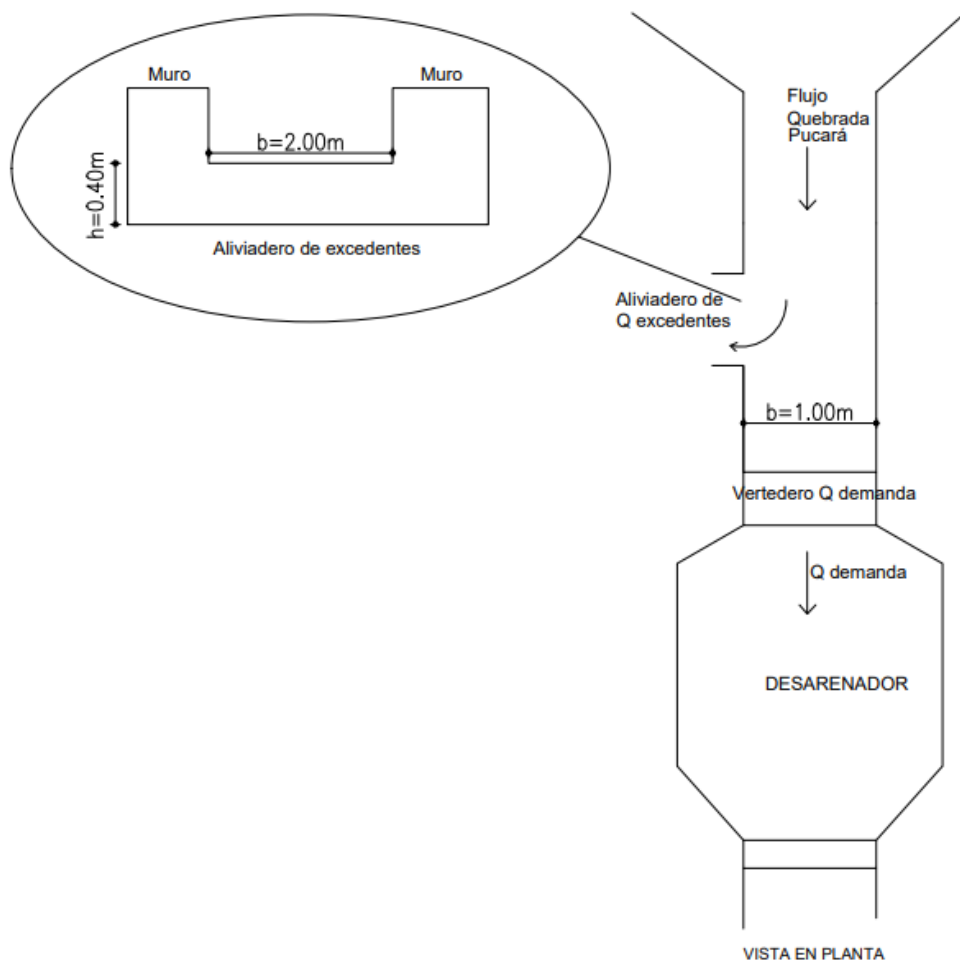 Muro
Muro
b=2.00m
h=0.40m
Aliviadero de excedentes
Flujo
Quebrada
Pucará
Aliviadero de
Q excedentes
b=1.00m
Vertedero Q demanda
Q demanda
DESARENADOR
VISTA EN PLANTA